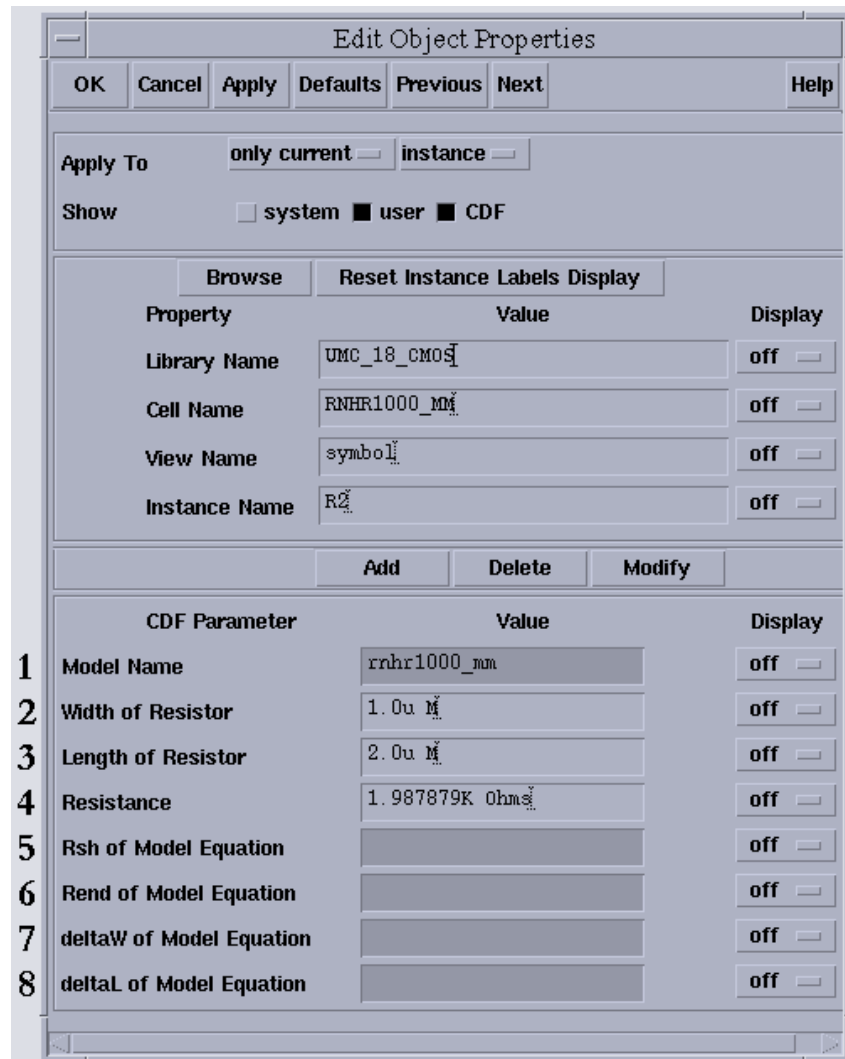 Edit Object Properties
OK Cancel Apply Defaults Previous Next Help
Apply To only current instance
Show system user CDF
Browse Reset Instance Labels Display
Property Value Display
Library Name UMC_18_CMOS off
Cell Name RNHR1000_MM off
View Name symbol off
Instance Name R2 off
Add Delete Modify
CDF Parameter Value Display
1 Model Name rnhr1000_mm off
2 Width of Resistor 1.0u M off
3 Length of Resistor 2.0u M off
4 Resistance 1.987879K Ohms off
5 Rsh of Model Equation off
6 Rend of Model Equation off
7 deltaW of Model Equation off
8 deltaL of Model Equation off